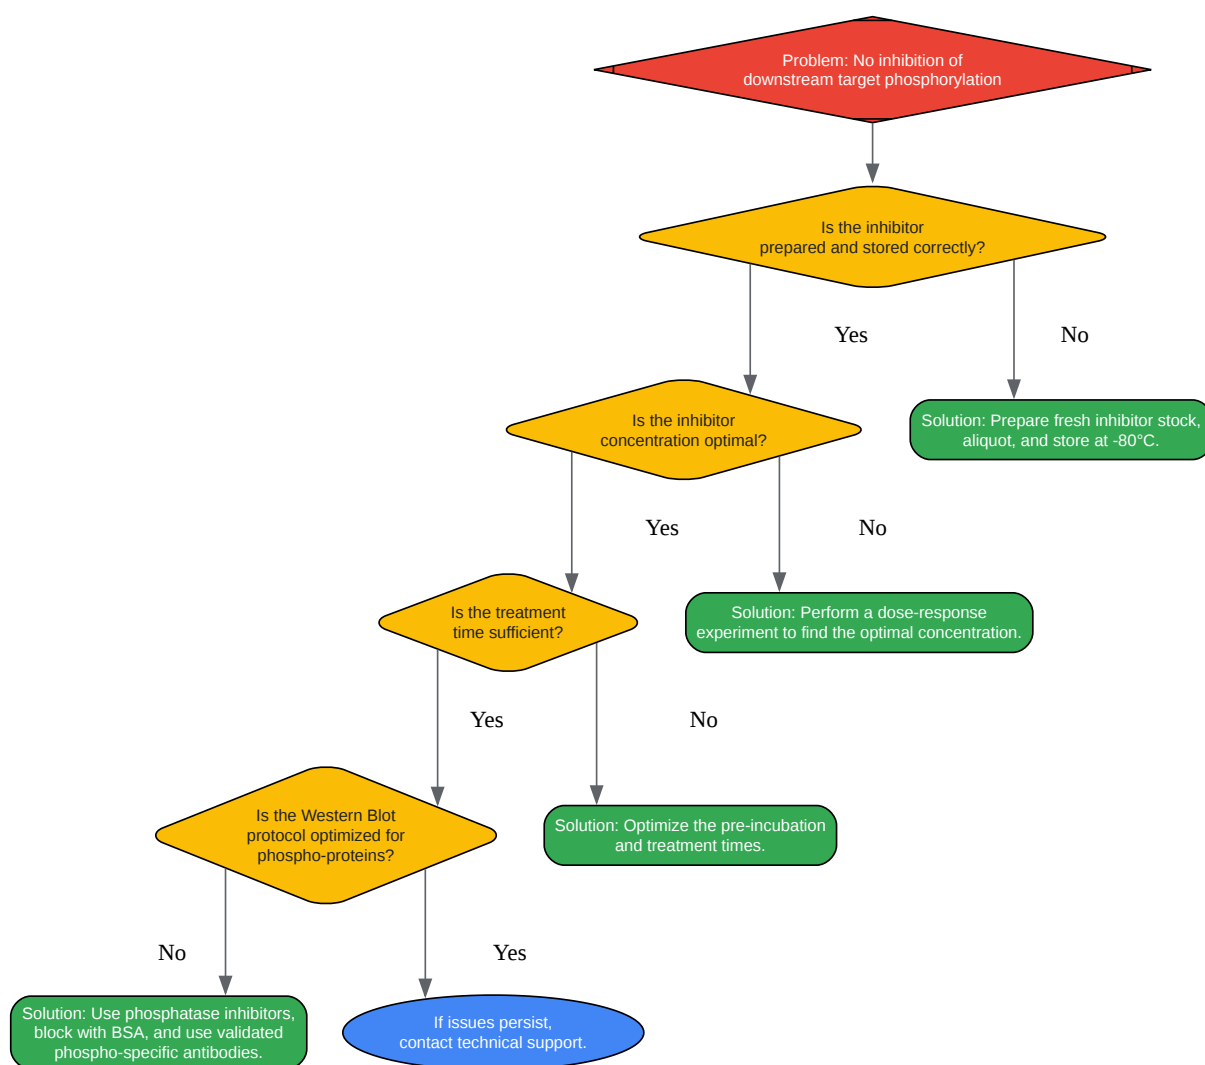 Problem: No inhibition of
downstream target phosphorylation
Is the inhibitor
prepared and stored correctly?
Yes
No
Is the inhibitor
concentration optimal?
Solution: Prepare fresh inhibitor stock,
aliquot, and store at -80°C.
Yes
No
Is the treatment
time sufficient?
Solution: Perform a dose-response
experiment to find the optimal concentration.
Yes
No
Is the Western Blot
protocol optimized for
phospho-proteins?
Solution: Optimize the pre-incubation
and treatment times.
No
Yes
Solution: Use phosphatase inhibitors,
block with BSA, and use validated
phospho-specific antibodies.
If issues persist,
contact technical support.